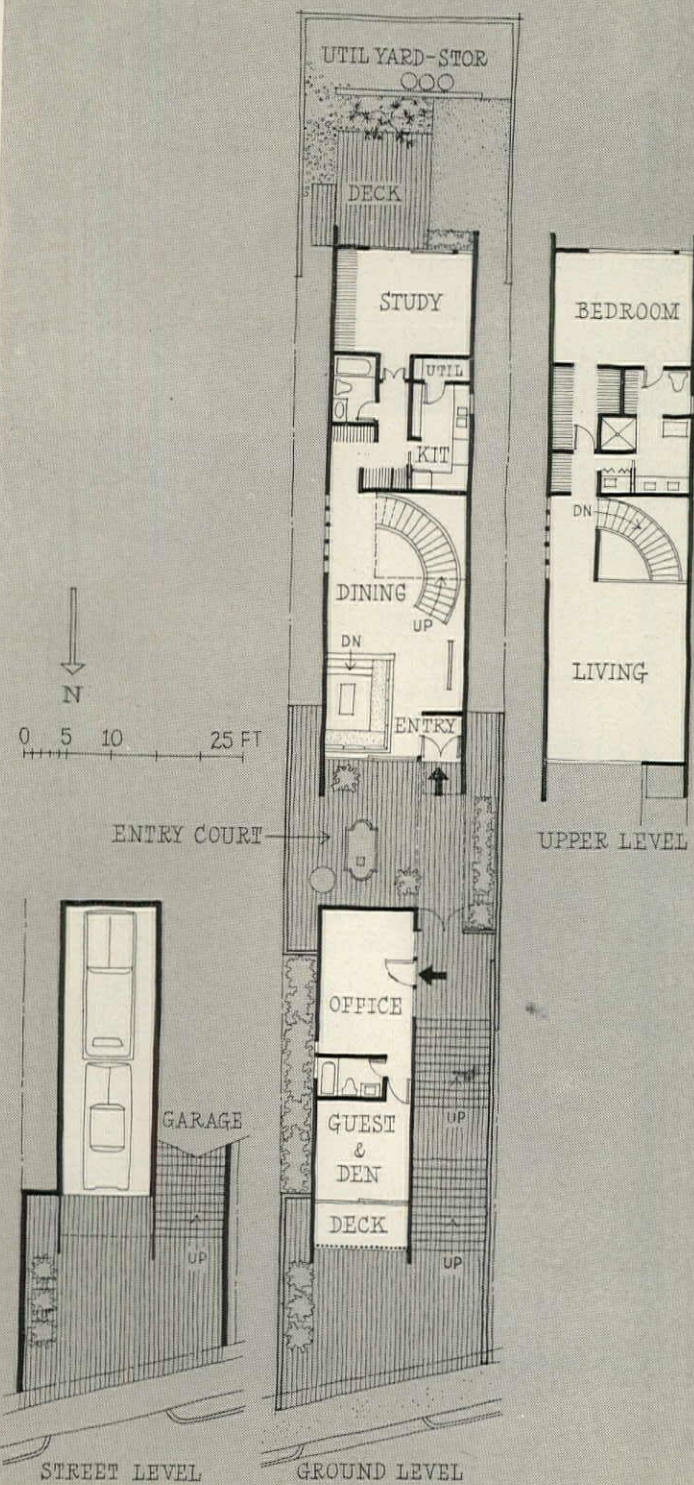 UTIL YARD-STOR
DECK
STUDY
UTIL
KIT
DINING
UP
DN
ENTRY
BEDROOM
DN
LIVING
UPPER LEVEL
N
0 5 10 25 FT
ENTRY COURT
OFFICE
UP
GUEST
&
DEN
DECK
UP
GARAGE
UP
STREET LEVEL
GROUND LEVEL